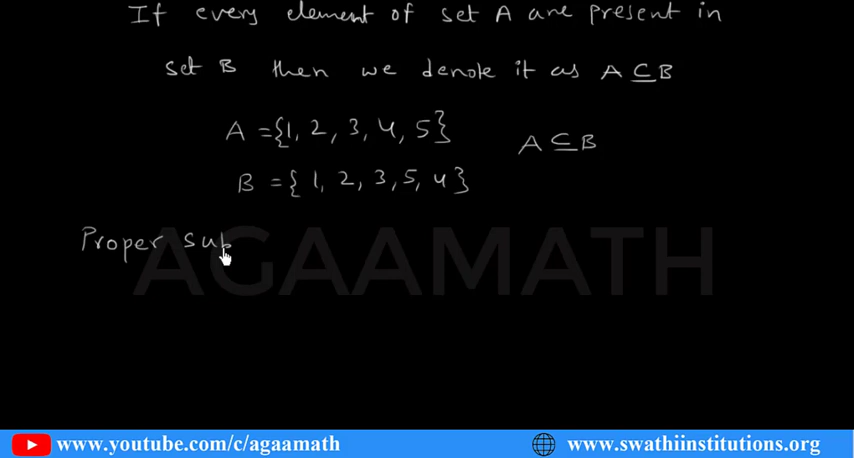 If every element of set A are present in
set B then we denote it as A ⊆ B
A = {1, 2, 3, 4, 5}
A ⊆ B
B = { 1, 2, 3, 5, 4 }
Proper sub
AGAAMATH
www.youtube.com/c/agaamath
www.swathiinstitutions.org